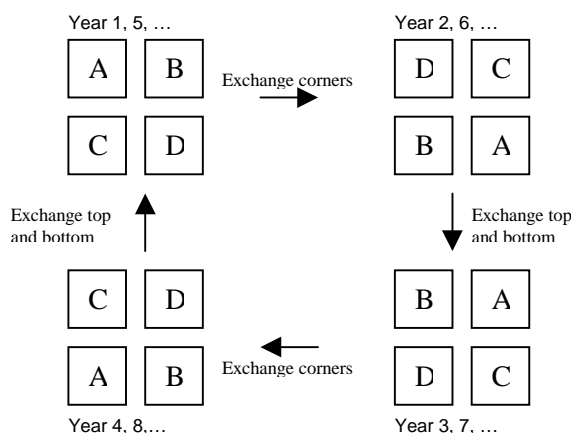 Year 1, 5, …
Year 2, 6, …
A B
D C
Exchange corners
C D
B A
Exchange top
and bottom
Exchange top
and bottom
C D
B A
Exchange corners
A B
D C
Year 4, 8,…
Year 3, 7, …